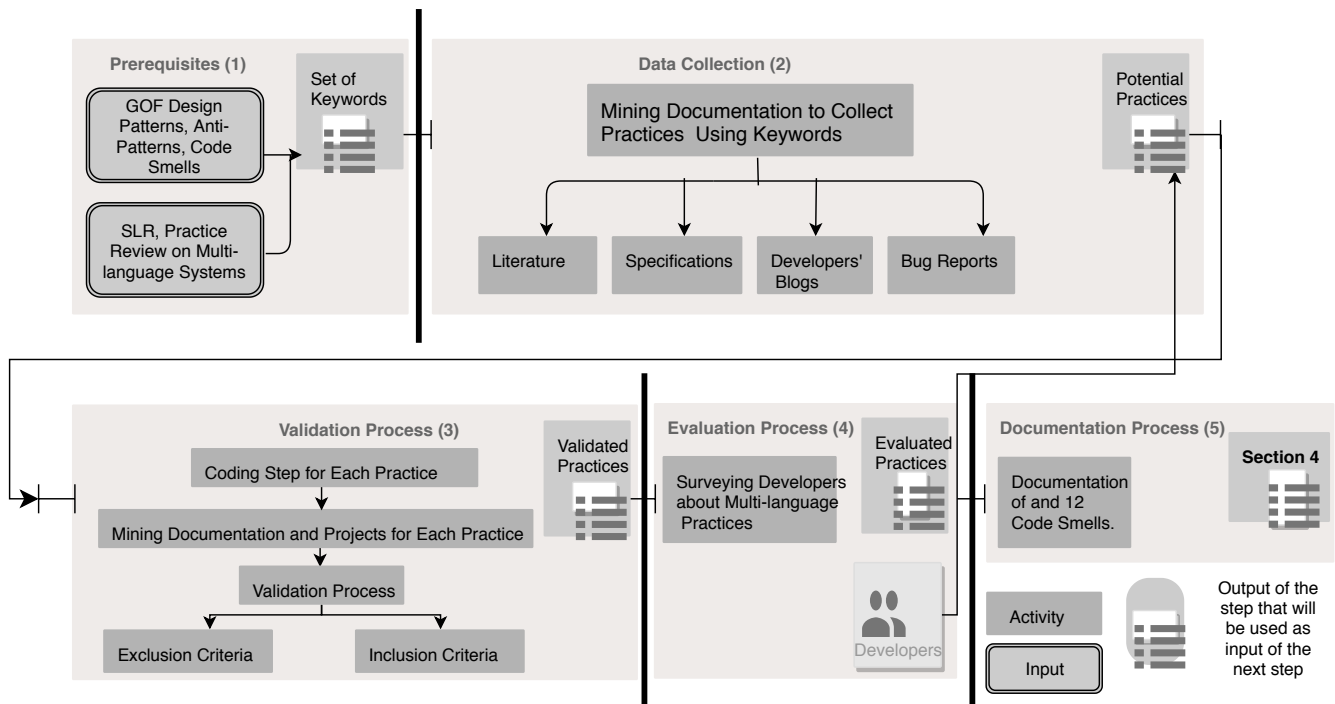 Prerequisites (1)
GOF Design
Patterns, Anti-
Patterns, Code
Smells
SLR, Practice
Review on Multi-
language Systems
Set of
Keywords
Data Collection (2)
Mining Documentation to Collect
Practices Using Keywords
Literature
Specifications
Developers'
Blogs
Bug Reports
Potential
Practices
Validation Process (3)
Coding Step for Each Practice
Mining Documentation and Projects for Each Practice
Validation Process
Exclusion Criteria
Inclusion Criteria
Validated
Practices
Evaluation Process (4)
Surveying Developers
about Multi-language
Practices
Evaluated
Practices
Developers
Documentation Process (5)
Documentation
of and 12
Code Smells.
Section 4
Activity
Input
Output of the
step that will
be used as
input of the
next step